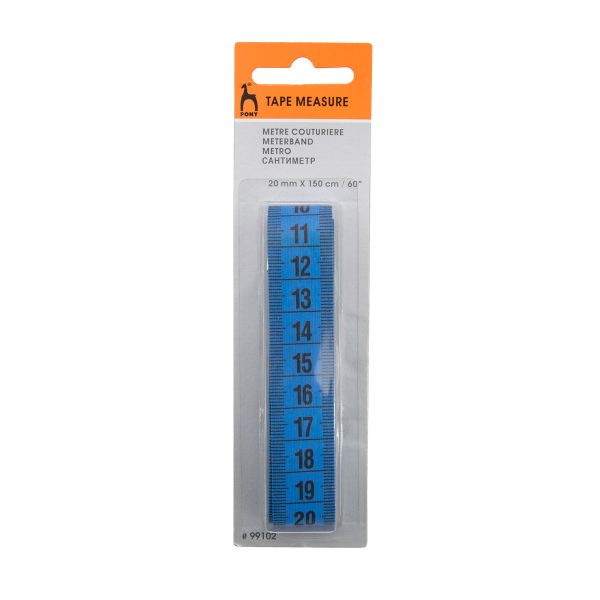 PONY
TAPE MEASURE
METRE COUTURIERE
METERBAND
METRO
САНТИМЕТР
20 mm X 150 cm / 60"
10
11
12
13
14
15
16
17
18
19
20
# 99102